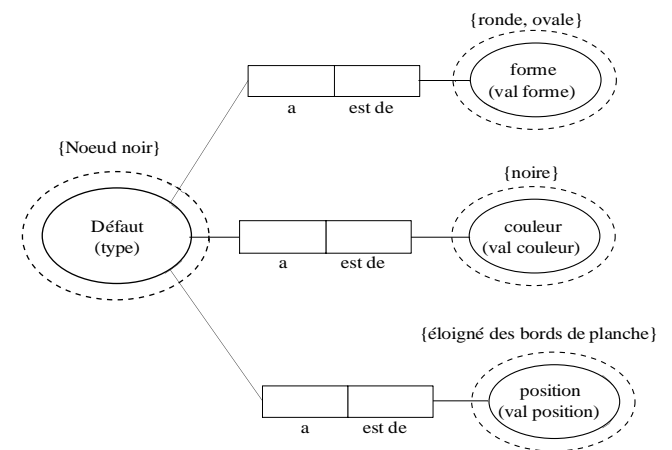 {ronde, ovale}
forme
(val forme)
a est de
{Noeud noir}
{noire}
Défaut
(type)
couleur
(val couleur)
a est de
{éloigné des bords de planche}
position
(val position)
a est de